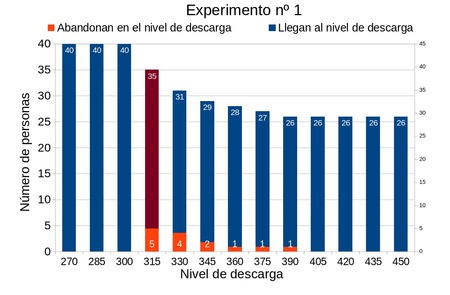 Experimento nº 1
Abandonan en el nivel de descarga Llegan al nivel de descarga
Número de personas
40
35
30
25
20
15
10
5
0
40 40 40 35 31 29 28 27 26 26 26 26 26
5 4 2 1 1 1
45
40
35
30
25
20
15
10
5
0
270 285 300 315 330 345 360 375 390 405 420 435 450
Nivel de descarga